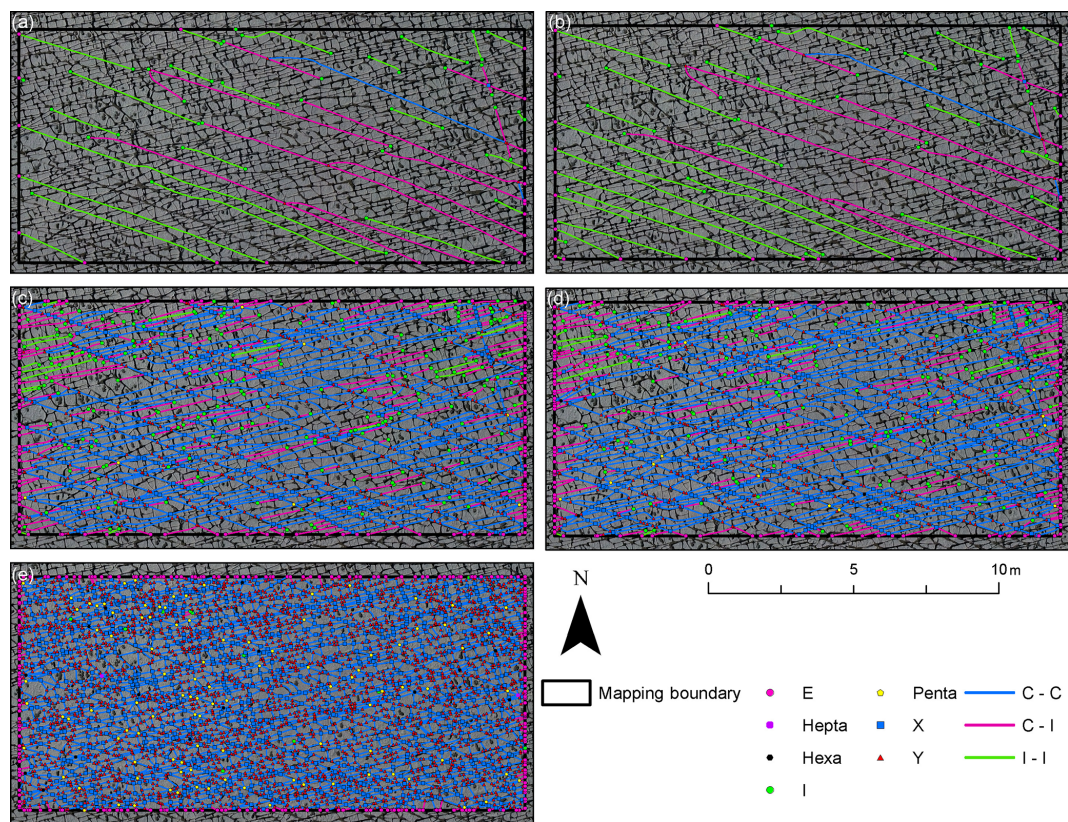 (a)
(b)
(c)
(d)
(e)
N
0 5 10 m
Mapping boundary
E
Hepta
Hexa
I
Penta
X
Y
C - C
C - I
I - I